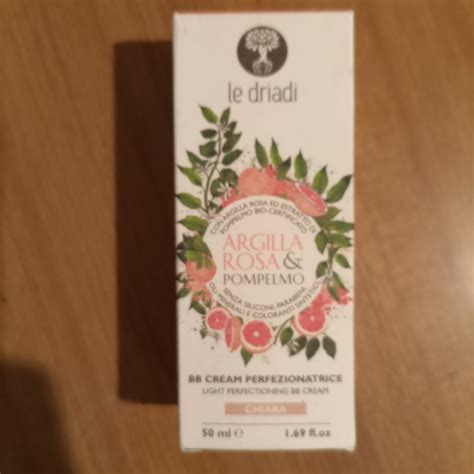 le driadi
CON ARGILLA ROSA ED ESTRATTO DI
POMPELMO BIO-CERTIFICATO
ARGILLA
ROSA &
POMPELMO
SENZA SILICONI, PARABENI,
OLI MINERALI E COLORANTI SINTETICI
BB CREAM PERFEZIONATRICE
LIGHT PERFECTIONING BB CREAM
CHIARA
50 ml e 1.69 fl.oz